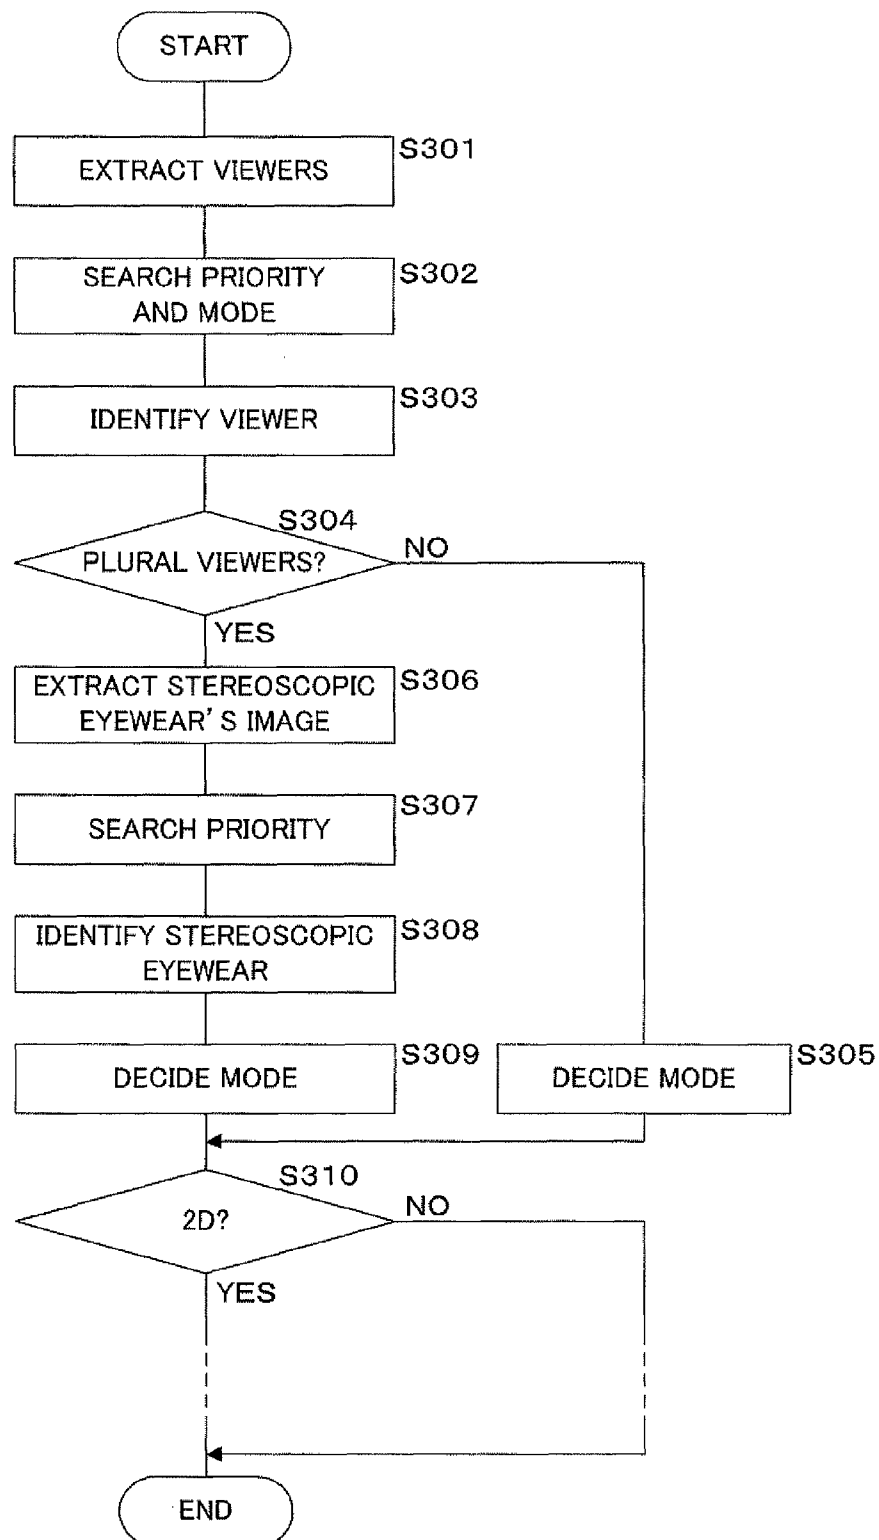 START
S301
EXTRACT VIEWERS
S302
SEARCH PRIORITY
AND MODE
S303
IDENTIFY VIEWER
S304
PLURAL VIEWERS?
NO
YES
S306
EXTRACT STEREOSCOPIC
EYEWEAR'S IMAGE
S307
SEARCH PRIORITY
S308
IDENTIFY STEREOSCOPIC
EYEWEAR
S309
DECIDE MODE
S305
DECIDE MODE
S310
2D?
NO
YES
END